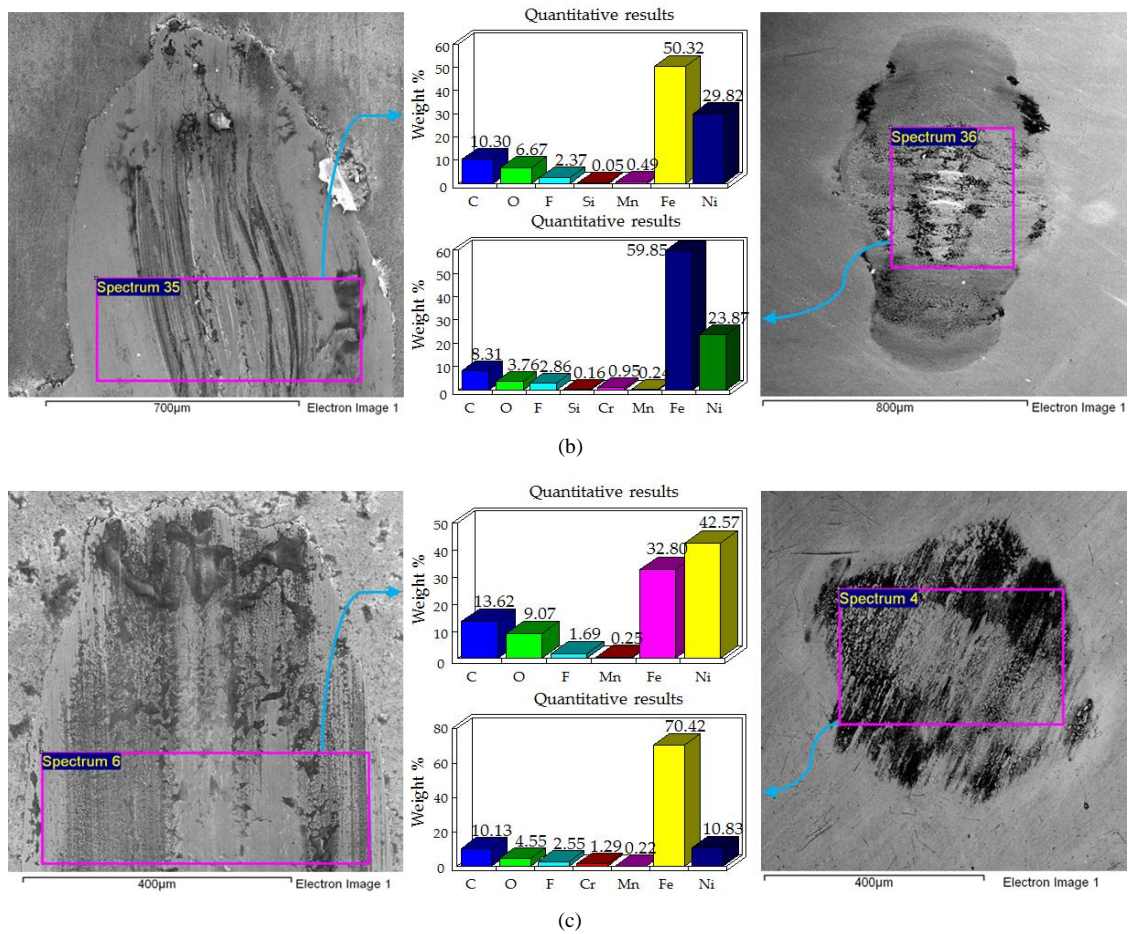 Quantitative results
Weight %
60
50
40
30
20
10
0
10.30 6.67 2.37 0.05 0.49 50.32 29.82
C O F Si Mn Fe Ni
Spectrum 35
700µm Electron Image 1
Quantitative results
Weight %
60
50
40
30
20
10
0
8.31 3.76 2.86 0.16 0.95 0.24 59.85 23.87
C O F Si Cr Mn Fe Ni
Spectrum 36
800µm Electron Image 1
(b)
Quantitative results
Weight %
50
40
30
20
10
0
13.62 9.07 1.69 0.25 32.80 42.57
C O F Mn Fe Ni
Spectrum 6
400µm Electron Image 1
Quantitative results
Weight %
80
60
40
20
0
10.13 4.55 2.55 1.29 0.22 70.42 10.83
C O F Cr Mn Fe Ni
Spectrum 4
400µm Electron Image 1
(c)